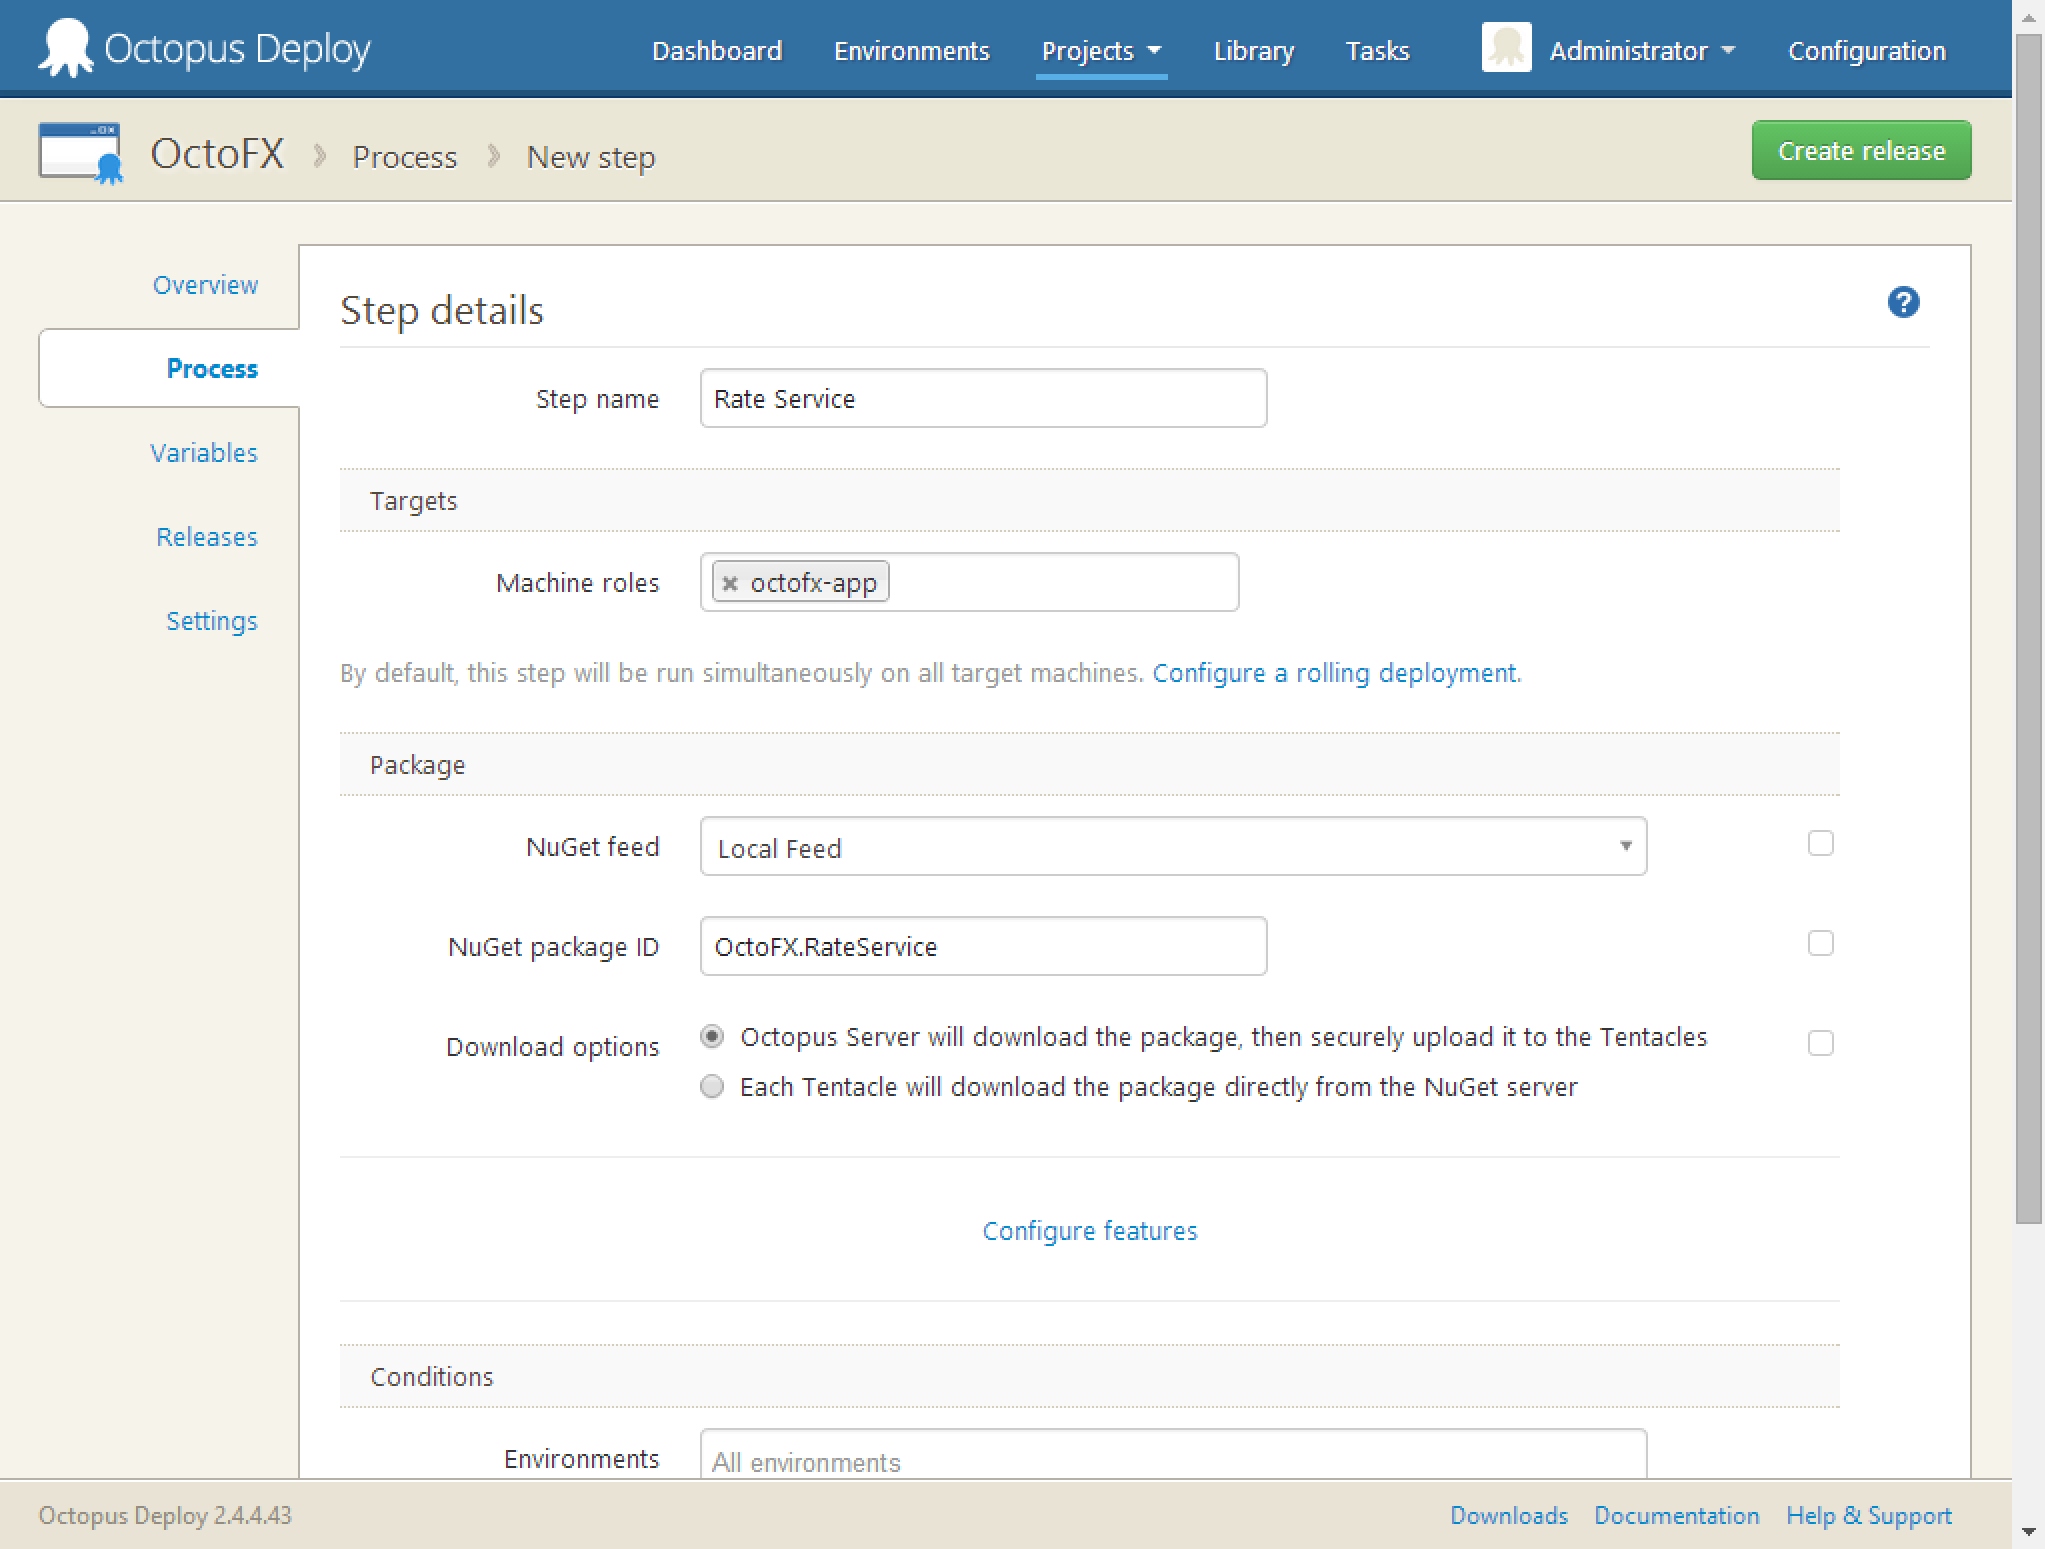 Octopus Deploy Dashboard Environments Projects Library Tasks Administrator Configuration
OctoFX Process New step Create release
Overview
Process
Variables
Releases
Settings
Step details
Step name Rate Service
Targets
Machine roles octofx-app
By default, this step will be run simultaneously on all target machines. Configure a rolling deployment.
Package
NuGet feed Local Feed
NuGet package ID OctoFX.RateService
Download options Octopus Server will download the package, then securely upload it to the Tentacles
Each Tentacle will download the package directly from the NuGet server
Configure features
Conditions
Environments All environments
Octopus Deploy 2.4.4.43 Downloads Documentation Help & Support